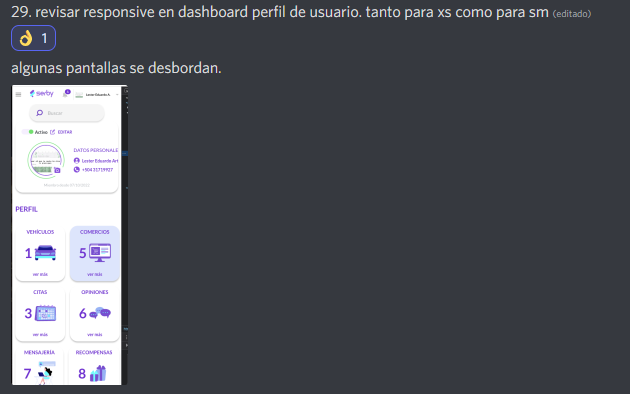 29. revisar responsive en dashboard perfil de usuario. tanto para xs como para sm (editado)
1
algunas pantallas se desbordan.
serby
Lester Eduardo A.
Buscar
Activo EDITAR
DATOS PERSONALE
Lester Eduardo Art
+504 31719927
PERFIL
VEHÍCULOS COMERCIOS
1 5
ver más ver más
CITAS OPINIONES
3 6
ver más ver más
MENSAJERÍA RECOMPENSAS
7 8